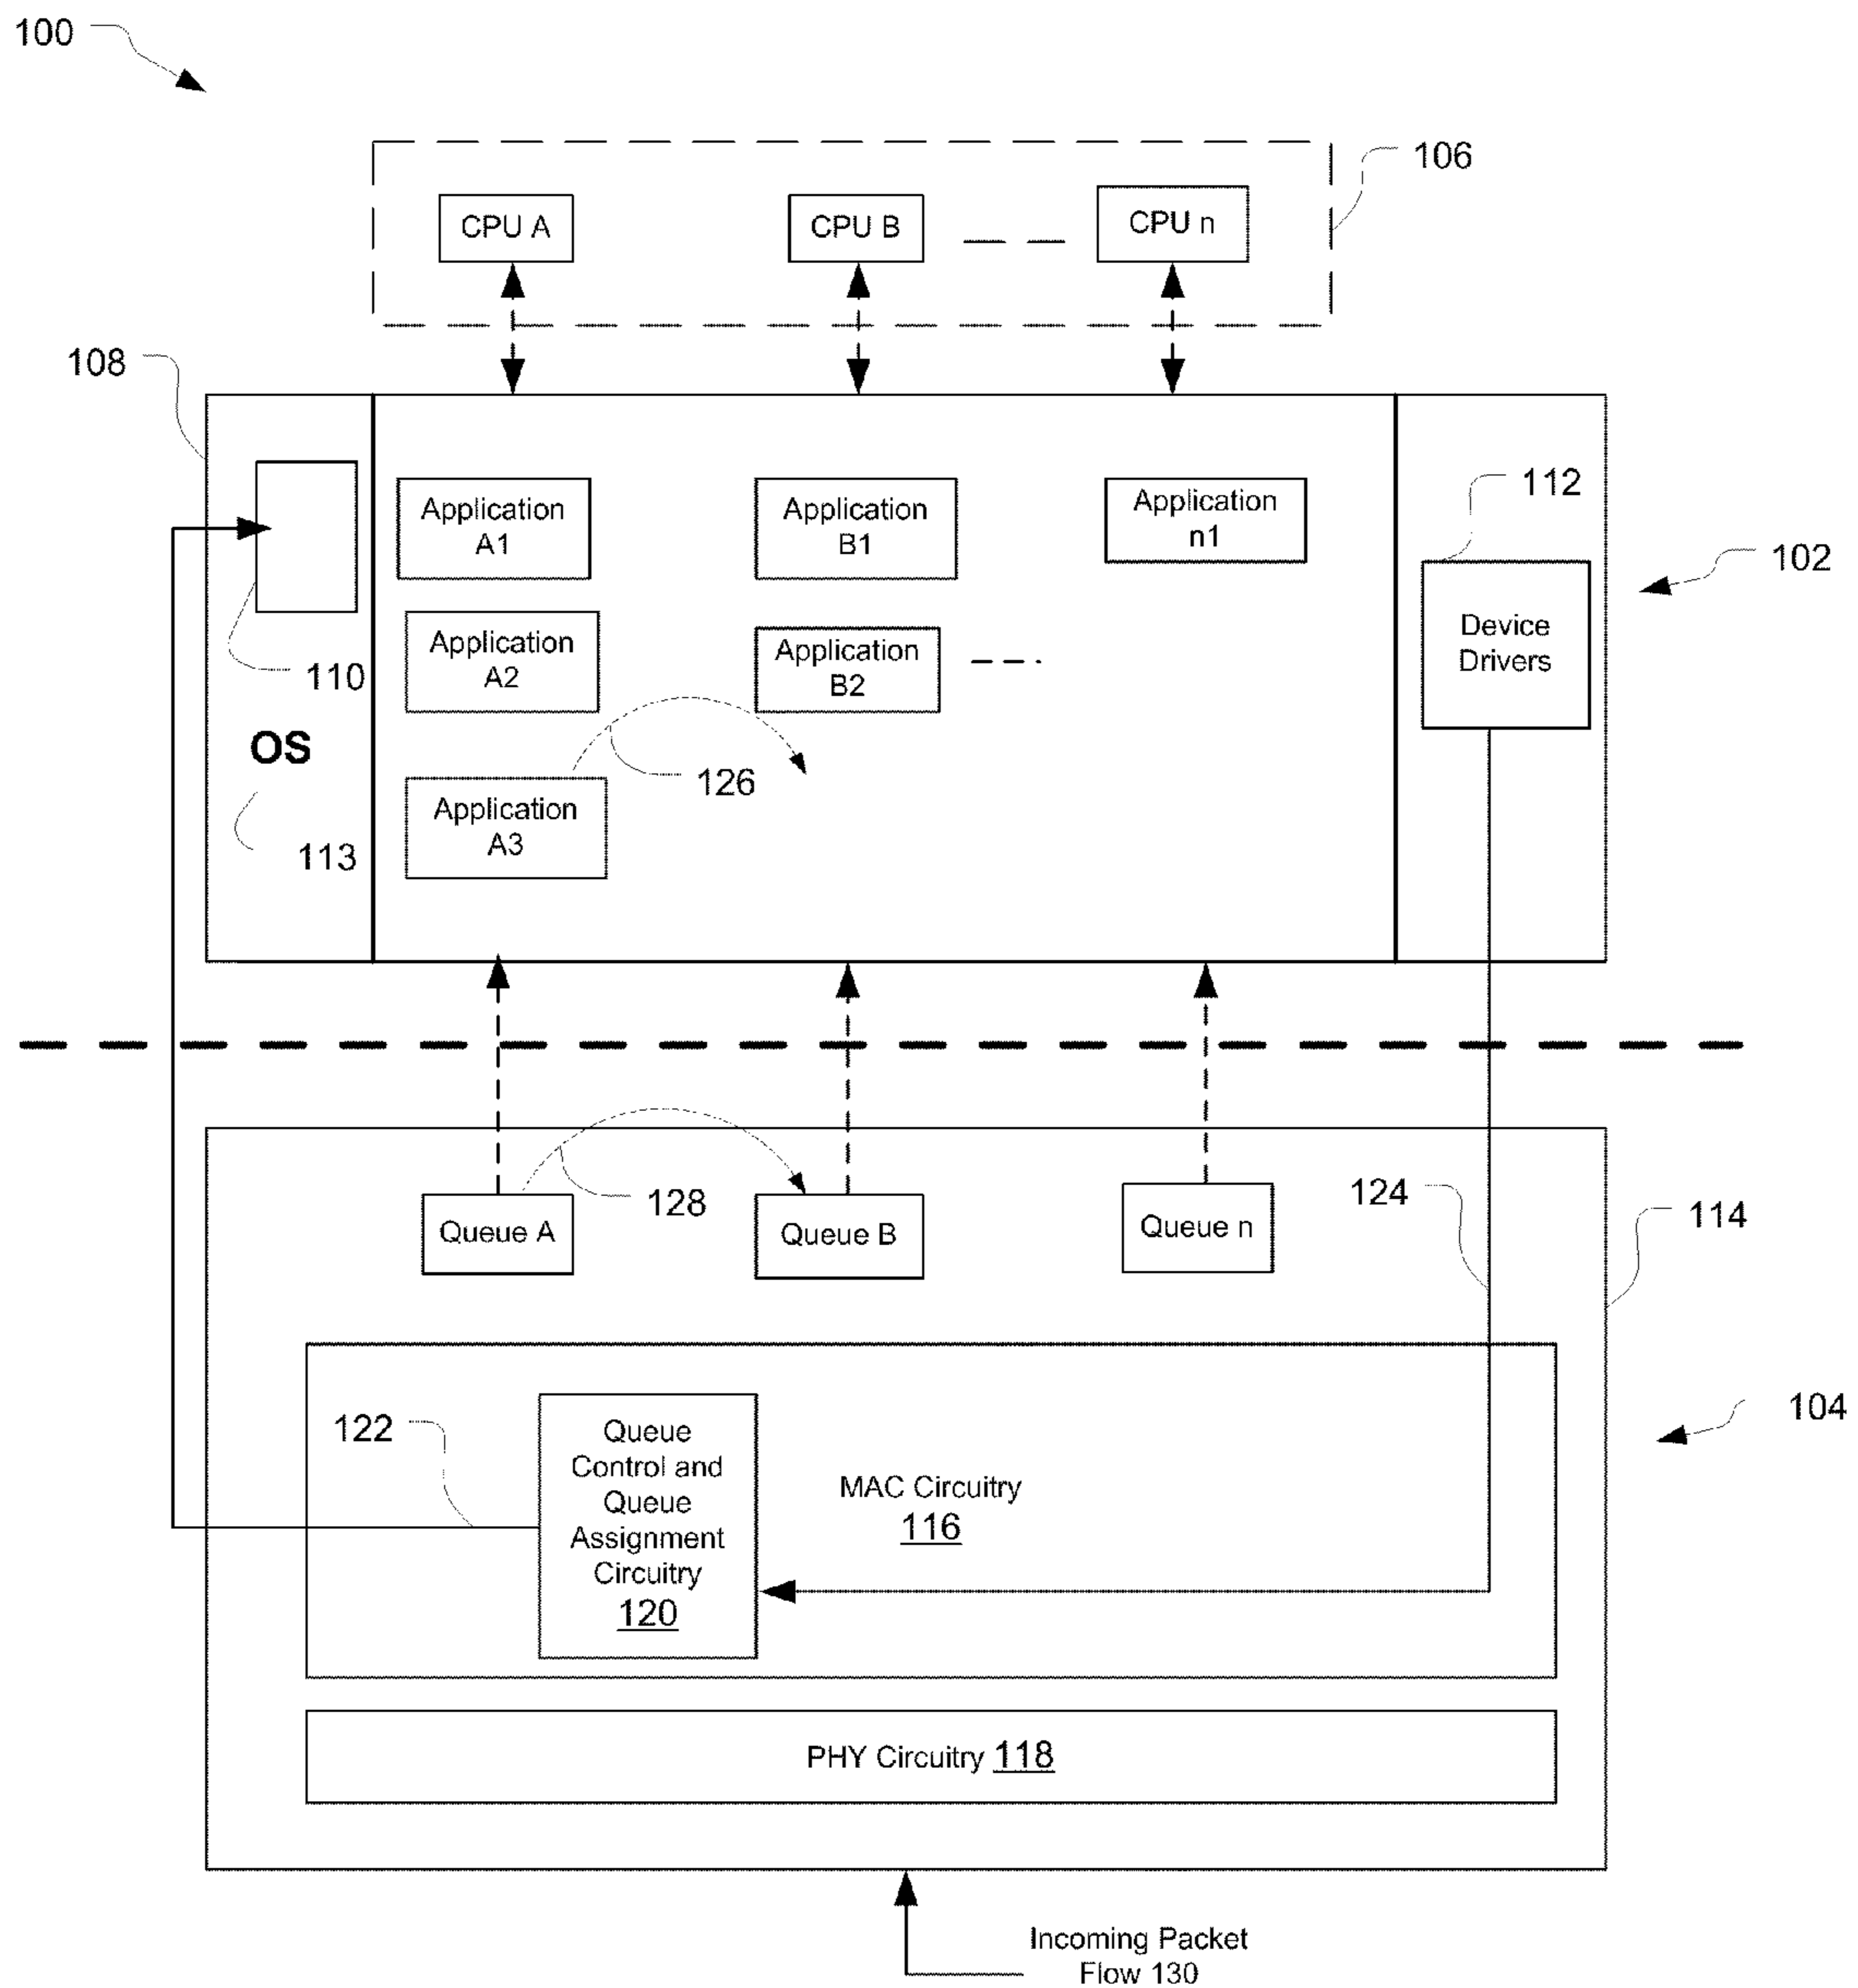 100
106
CPU A
CPU B
CPU n
108
112
102
Application
A1
Application
B1
Application
n1
110
Application
A2
Application
B2
Device
Drivers
OS
126
113
Application
A3
128
124
114
Queue A
Queue B
Queue n
122
104
Queue
Control and
Queue
Assignment
Circuitry
120
MAC Circuitry
116
PHY Circuitry 118
Incoming Packet
Flow 130